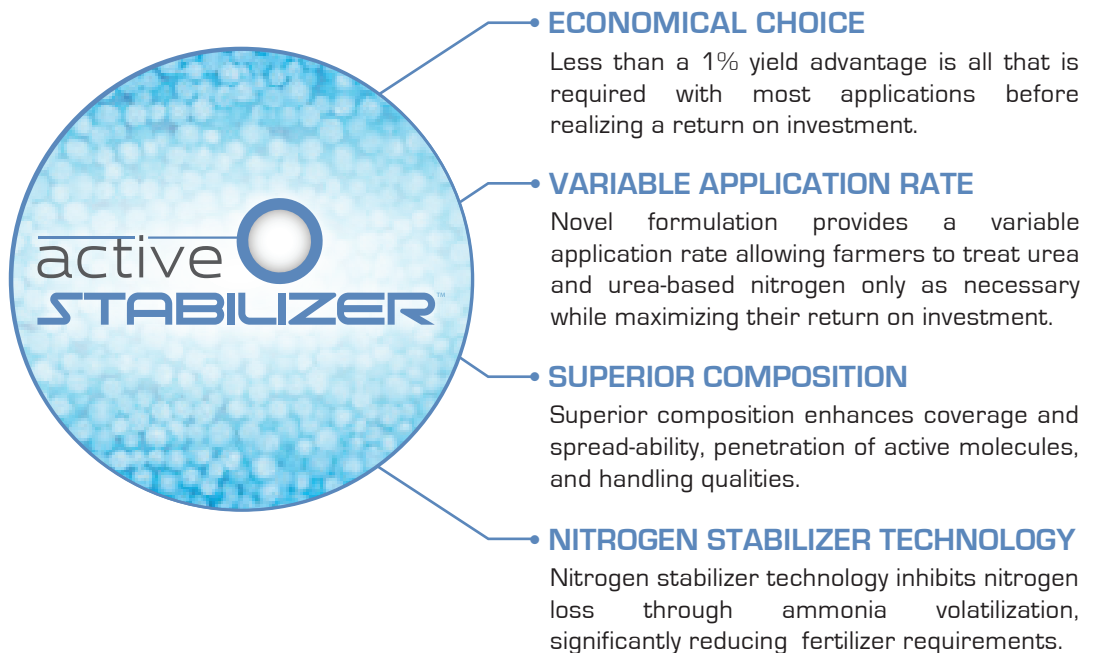 active
STABILIZER™
ECONOMICAL CHOICE
Less than a 1% yield advantage is all that is
required with most applications before
realizing a return on investment.
VARIABLE APPLICATION RATE
Novel formulation provides a variable
application rate allowing farmers to treat urea
and urea-based nitrogen only as necessary
while maximizing their return on investment.
SUPERIOR COMPOSITION
Superior composition enhances coverage and
spread-ability, penetration of active molecules,
and handling qualities.
NITROGEN STABILIZER TECHNOLOGY
Nitrogen stabilizer technology inhibits nitrogen
loss through ammonia volatilization,
significantly reducing fertilizer requirements.